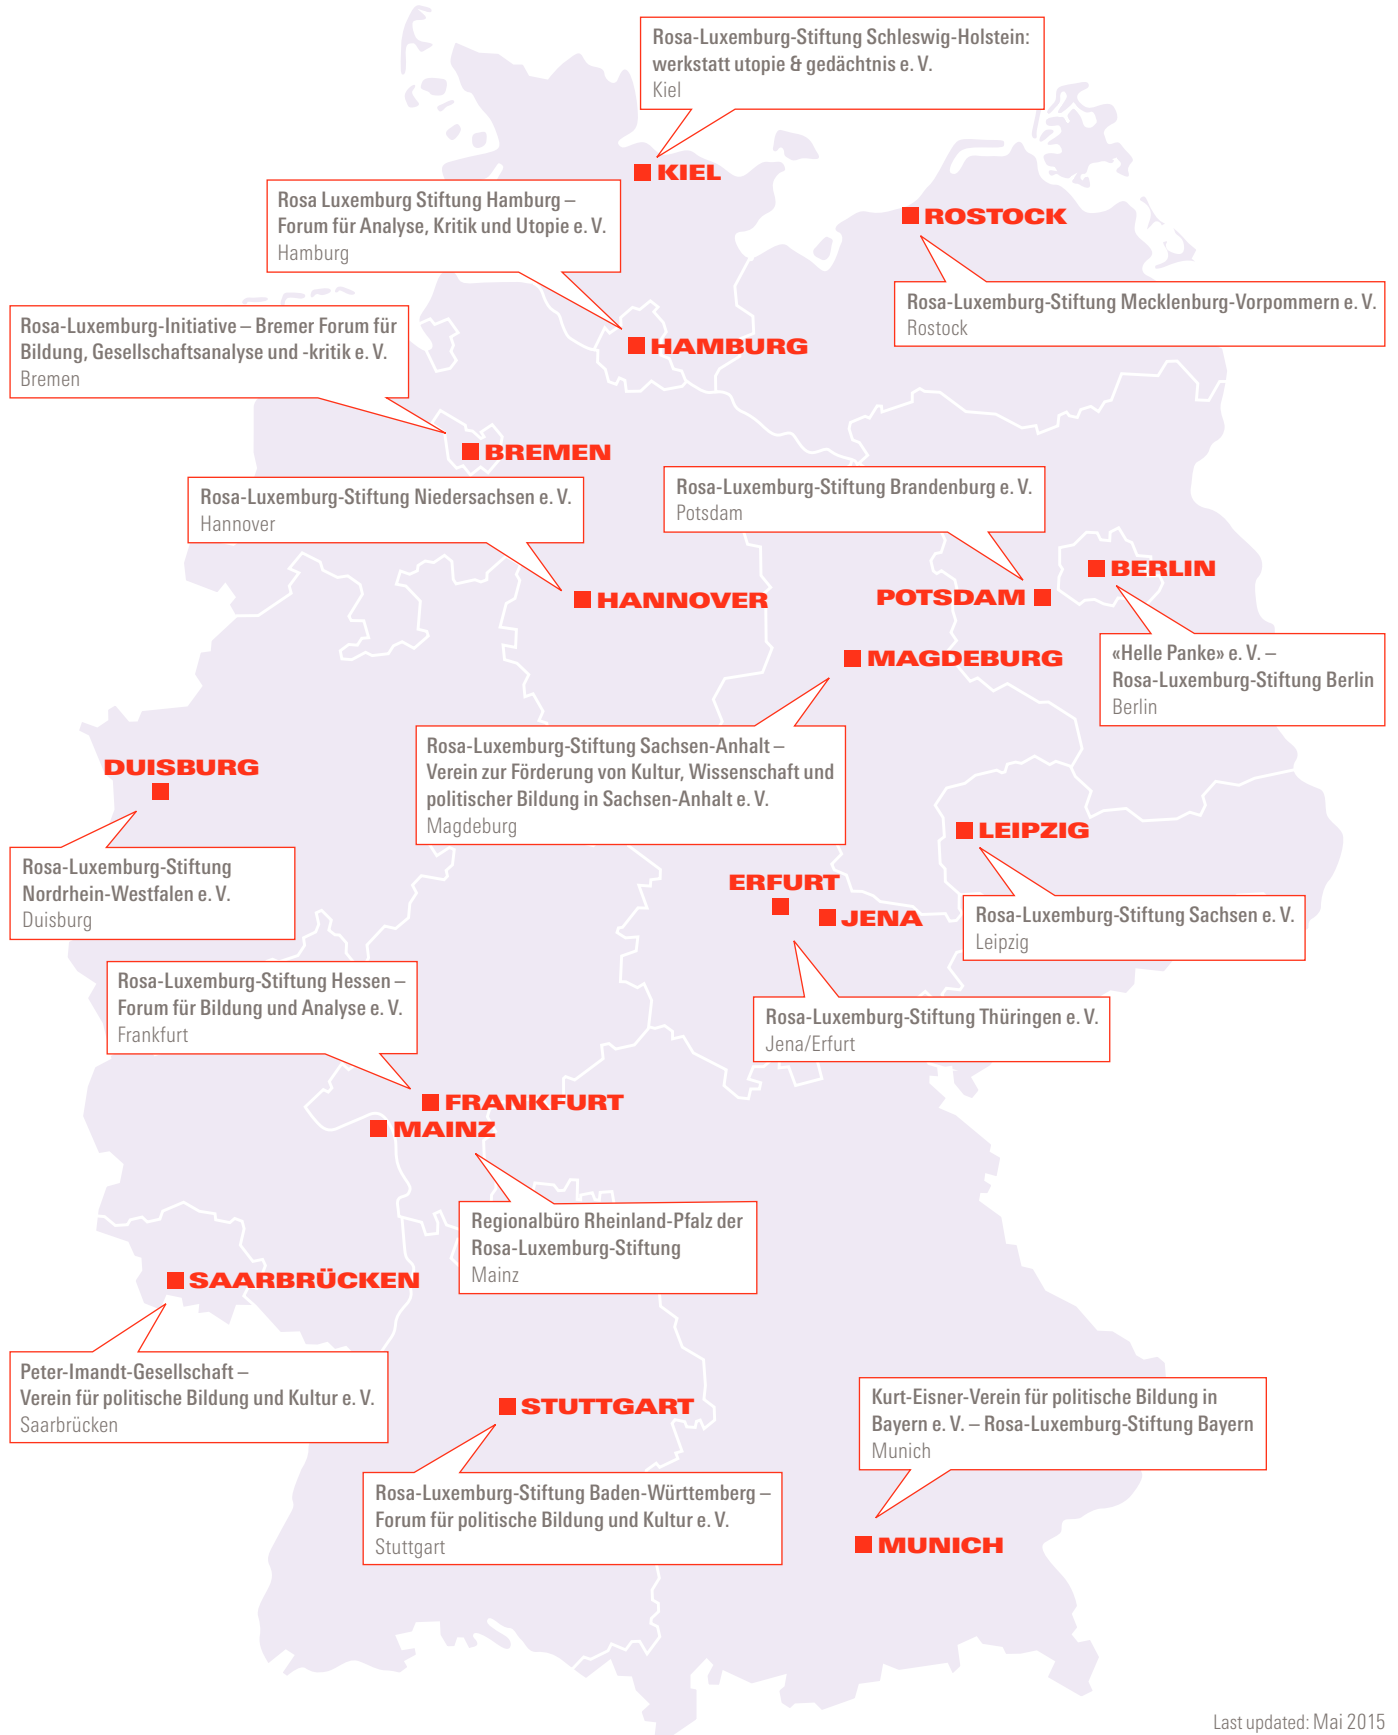 Rosa-Luxemburg-Stiftung Schleswig-Holstein:
werkstatt utopie & gedächtnis e. V.
Kiel
KIEL
Rosa Luxemburg Stiftung Hamburg –
Forum für Analyse, Kritik und Utopie e. V.
Hamburg
ROSTOCK
Rosa-Luxemburg-Stiftung Mecklenburg-Vorpommern e. V.
Rostock
Rosa-Luxemburg-Initiative – Bremer Forum für
Bildung, Gesellschaftsanalyse und -kritik e. V.
Bremen
HAMBURG
BREMEN
Rosa-Luxemburg-Stiftung Niedersachsen e. V.
Hannover
Rosa-Luxemburg-Stiftung Brandenburg e. V.
Potsdam
BERLIN
HANNOVER
POTSDAM
«Helle Panke» e. V. –
Rosa-Luxemburg-Stiftung Berlin
Berlin
MAGDEBURG
Rosa-Luxemburg-Stiftung Sachsen-Anhalt –
Verein zur Förderung von Kultur, Wissenschaft und
politischer Bildung in Sachsen-Anhalt e. V.
Magdeburg
DUISBURG
Rosa-Luxemburg-Stiftung
Nordrhein-Westfalen e. V.
Duisburg
LEIPZIG
Rosa-Luxemburg-Stiftung Sachsen e. V.
Leipzig
ERFURT
JENA
Rosa-Luxemburg-Stiftung Thüringen e. V.
Jena/Erfurt
Rosa-Luxemburg-Stiftung Hessen –
Forum für Bildung und Analyse e. V.
Frankfurt
FRANKFURT
MAINZ
Regionalbüro Rheinland-Pfalz der
Rosa-Luxemburg-Stiftung
Mainz
SAARBRÜCKEN
Peter-Imandt-Gesellschaft –
Verein für politische Bildung und Kultur e. V.
Saarbrücken
STUTTGART
Rosa-Luxemburg-Stiftung Baden-Württemberg –
Forum für politische Bildung und Kultur e. V.
Stuttgart
Kurt-Eisner-Verein für politische Bildung in
Bayern e. V. – Rosa-Luxemburg-Stiftung Bayern
Munich
MUNICH
Last updated: Mai 2015